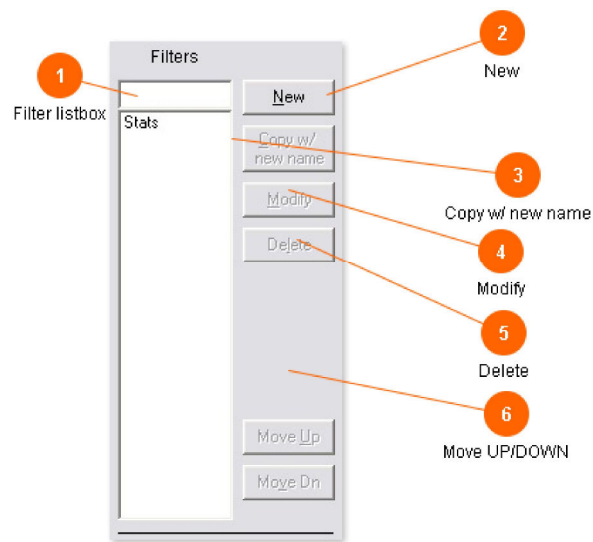 Filters
1
Filter listbox
2
New
New
Stats
Copy w/
new name
3
Copy w/ new name
Modify
4
Modify
Delete
5
Delete
6
Move UP/DOWN
Move Up
Move Dn